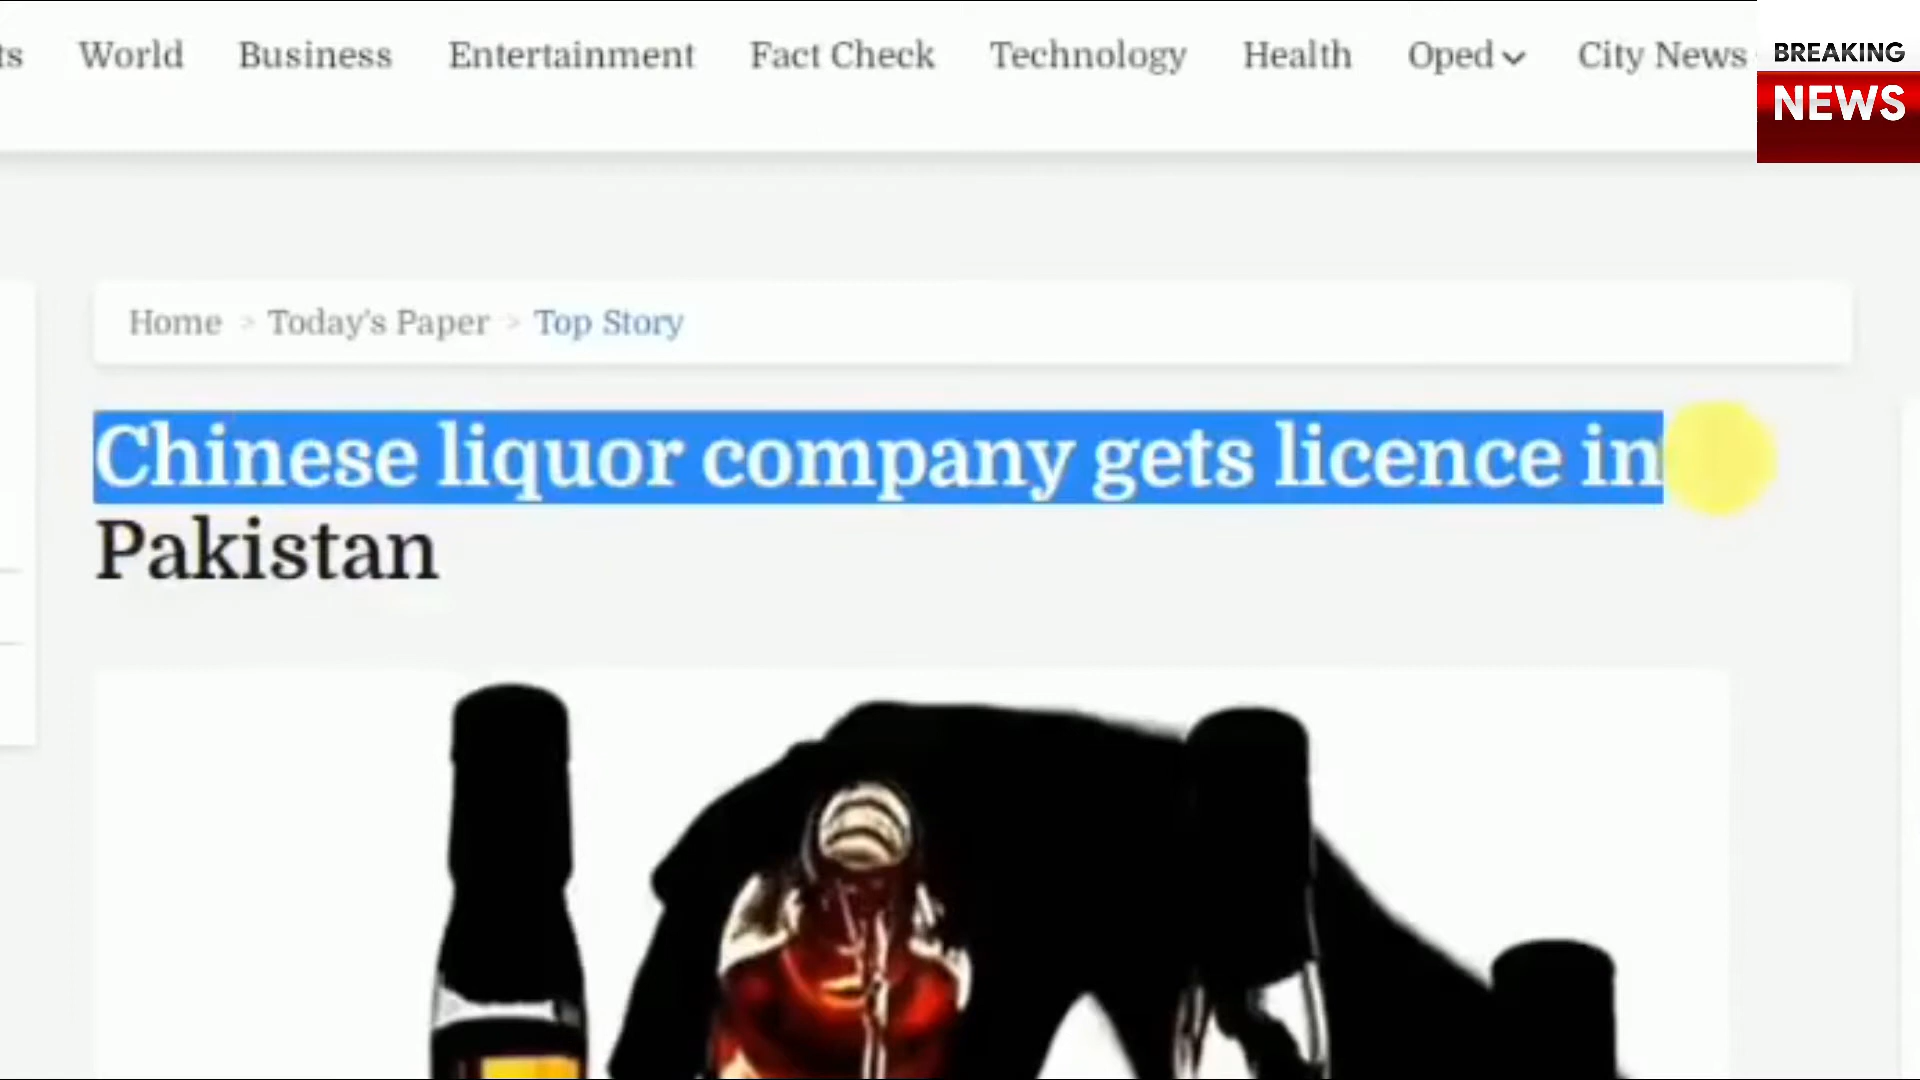 World Business Entertainment Fact Check Technology Health Oped City News
BREAKING
NEWS
Home > Today's Paper > Top Story
Chinese liquor company gets licence in
Pakistan